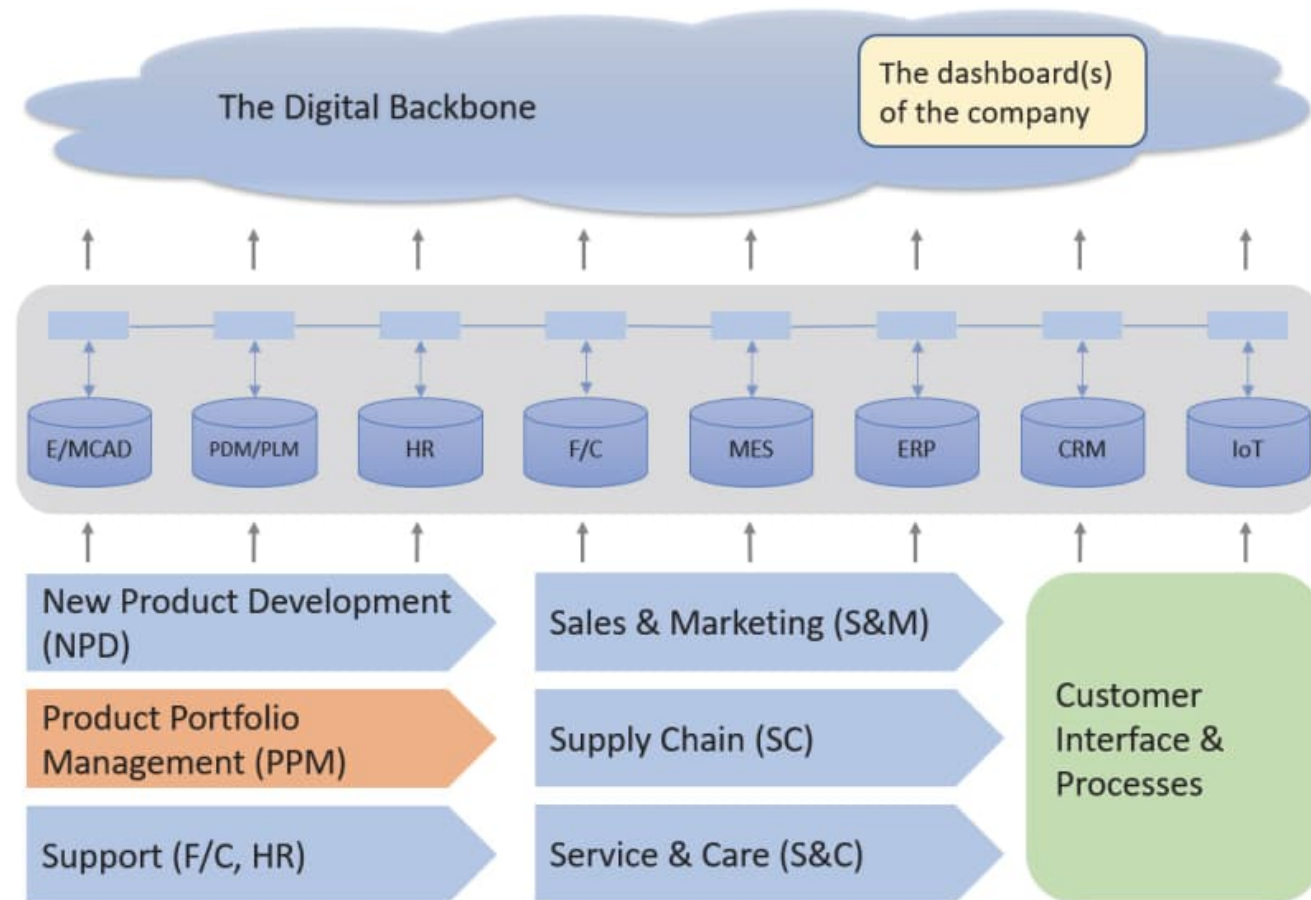 The Digital Backbone
The dashboard(s)
of the company
E/MCAD
PDM/PLM
HR
F/C
MES
ERP
CRM
IoT
New Product Development
(NPD)
Sales & Marketing (S&M)
Product Portfolio
Management (PPM)
Supply Chain (SC)
Customer
Interface &
Processes
Support (F/C, HR)
Service & Care (S&C)